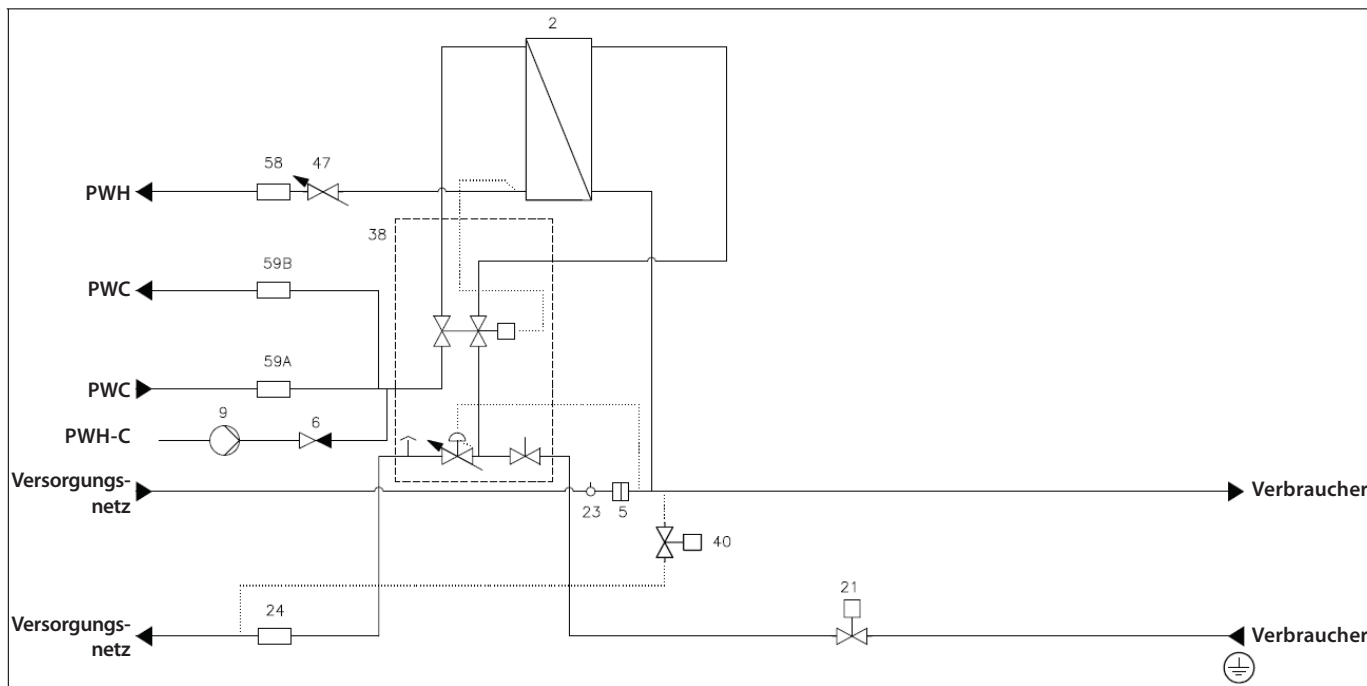 2
58 47
PWH
38
59B
PWC
59A
PWC
9 6
PWH-C
Versorgungs-
netz
Verbraucher
23 5
40
21
24
Versorgungs-
netz
Verbraucher